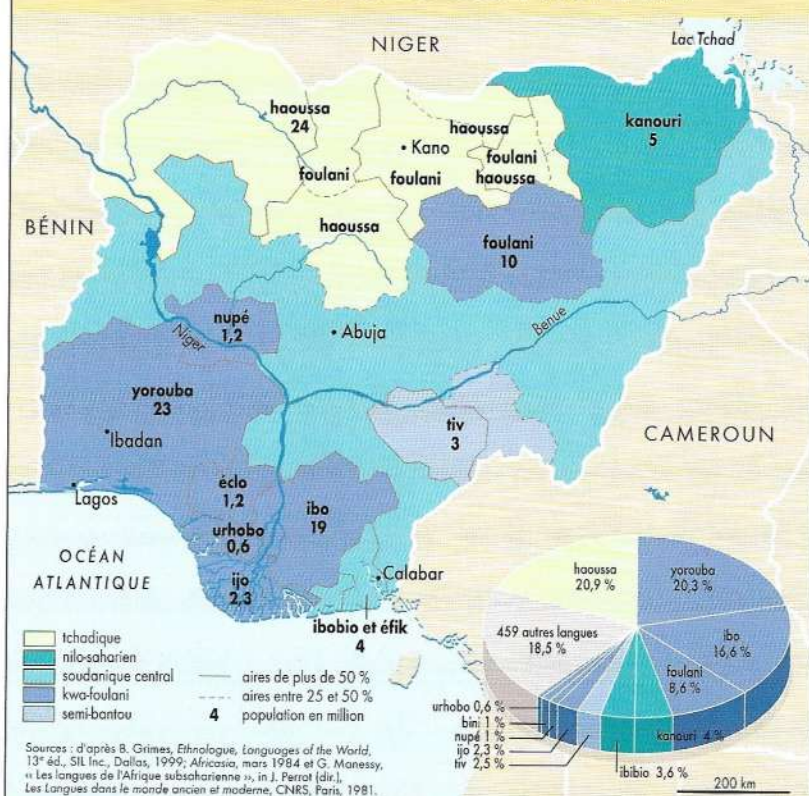 NIGER
Lac Tchad
haoussa
24
kanouri
5
haoussa
• Kano
foulani
haoussa
foulani
foulani
haoussa
BÉNIN
foulani
10
nupé
1,2
Niger
• Abuja
Benue
yorouba
23
• Ibadan
tiv
3
CAMEROUN
Lagos
éclo
1,2
ibo
19
urhobo
0,6
OCÉAN
ATLANTIQUE
ijo
2,3
Calabar
ibobio et éfik
4
tchadique
nilo-saharien
soudanique central
kwa-foulani
semi-bantou
aires de plus de 50 %
aires entre 25 et 50 %
4 population en million
haoussa
20,9 %
yorouba
20,3 %
459 autres langues
18,5 %
ibo
16,6 %
foulani
8,6 %
urhobo 0,6 %
bini 1 %
nupé 1 %
ijo 2,3 %
tiv 2,5 %
kanouri 4 %
ibibio 3,6 %
200 km
Sources : d'après B. Grimes, Ethnologue, Languages of the World,
13e éd., SIL Inc., Dallas, 1999; Africasia, mars 1984 et G. Manessy,
« Les langues de l'Afrique subsaharienne », in J. Perrot (dir.),
Les Langues dans le monde ancien et moderne, CNRS, Paris, 1981.